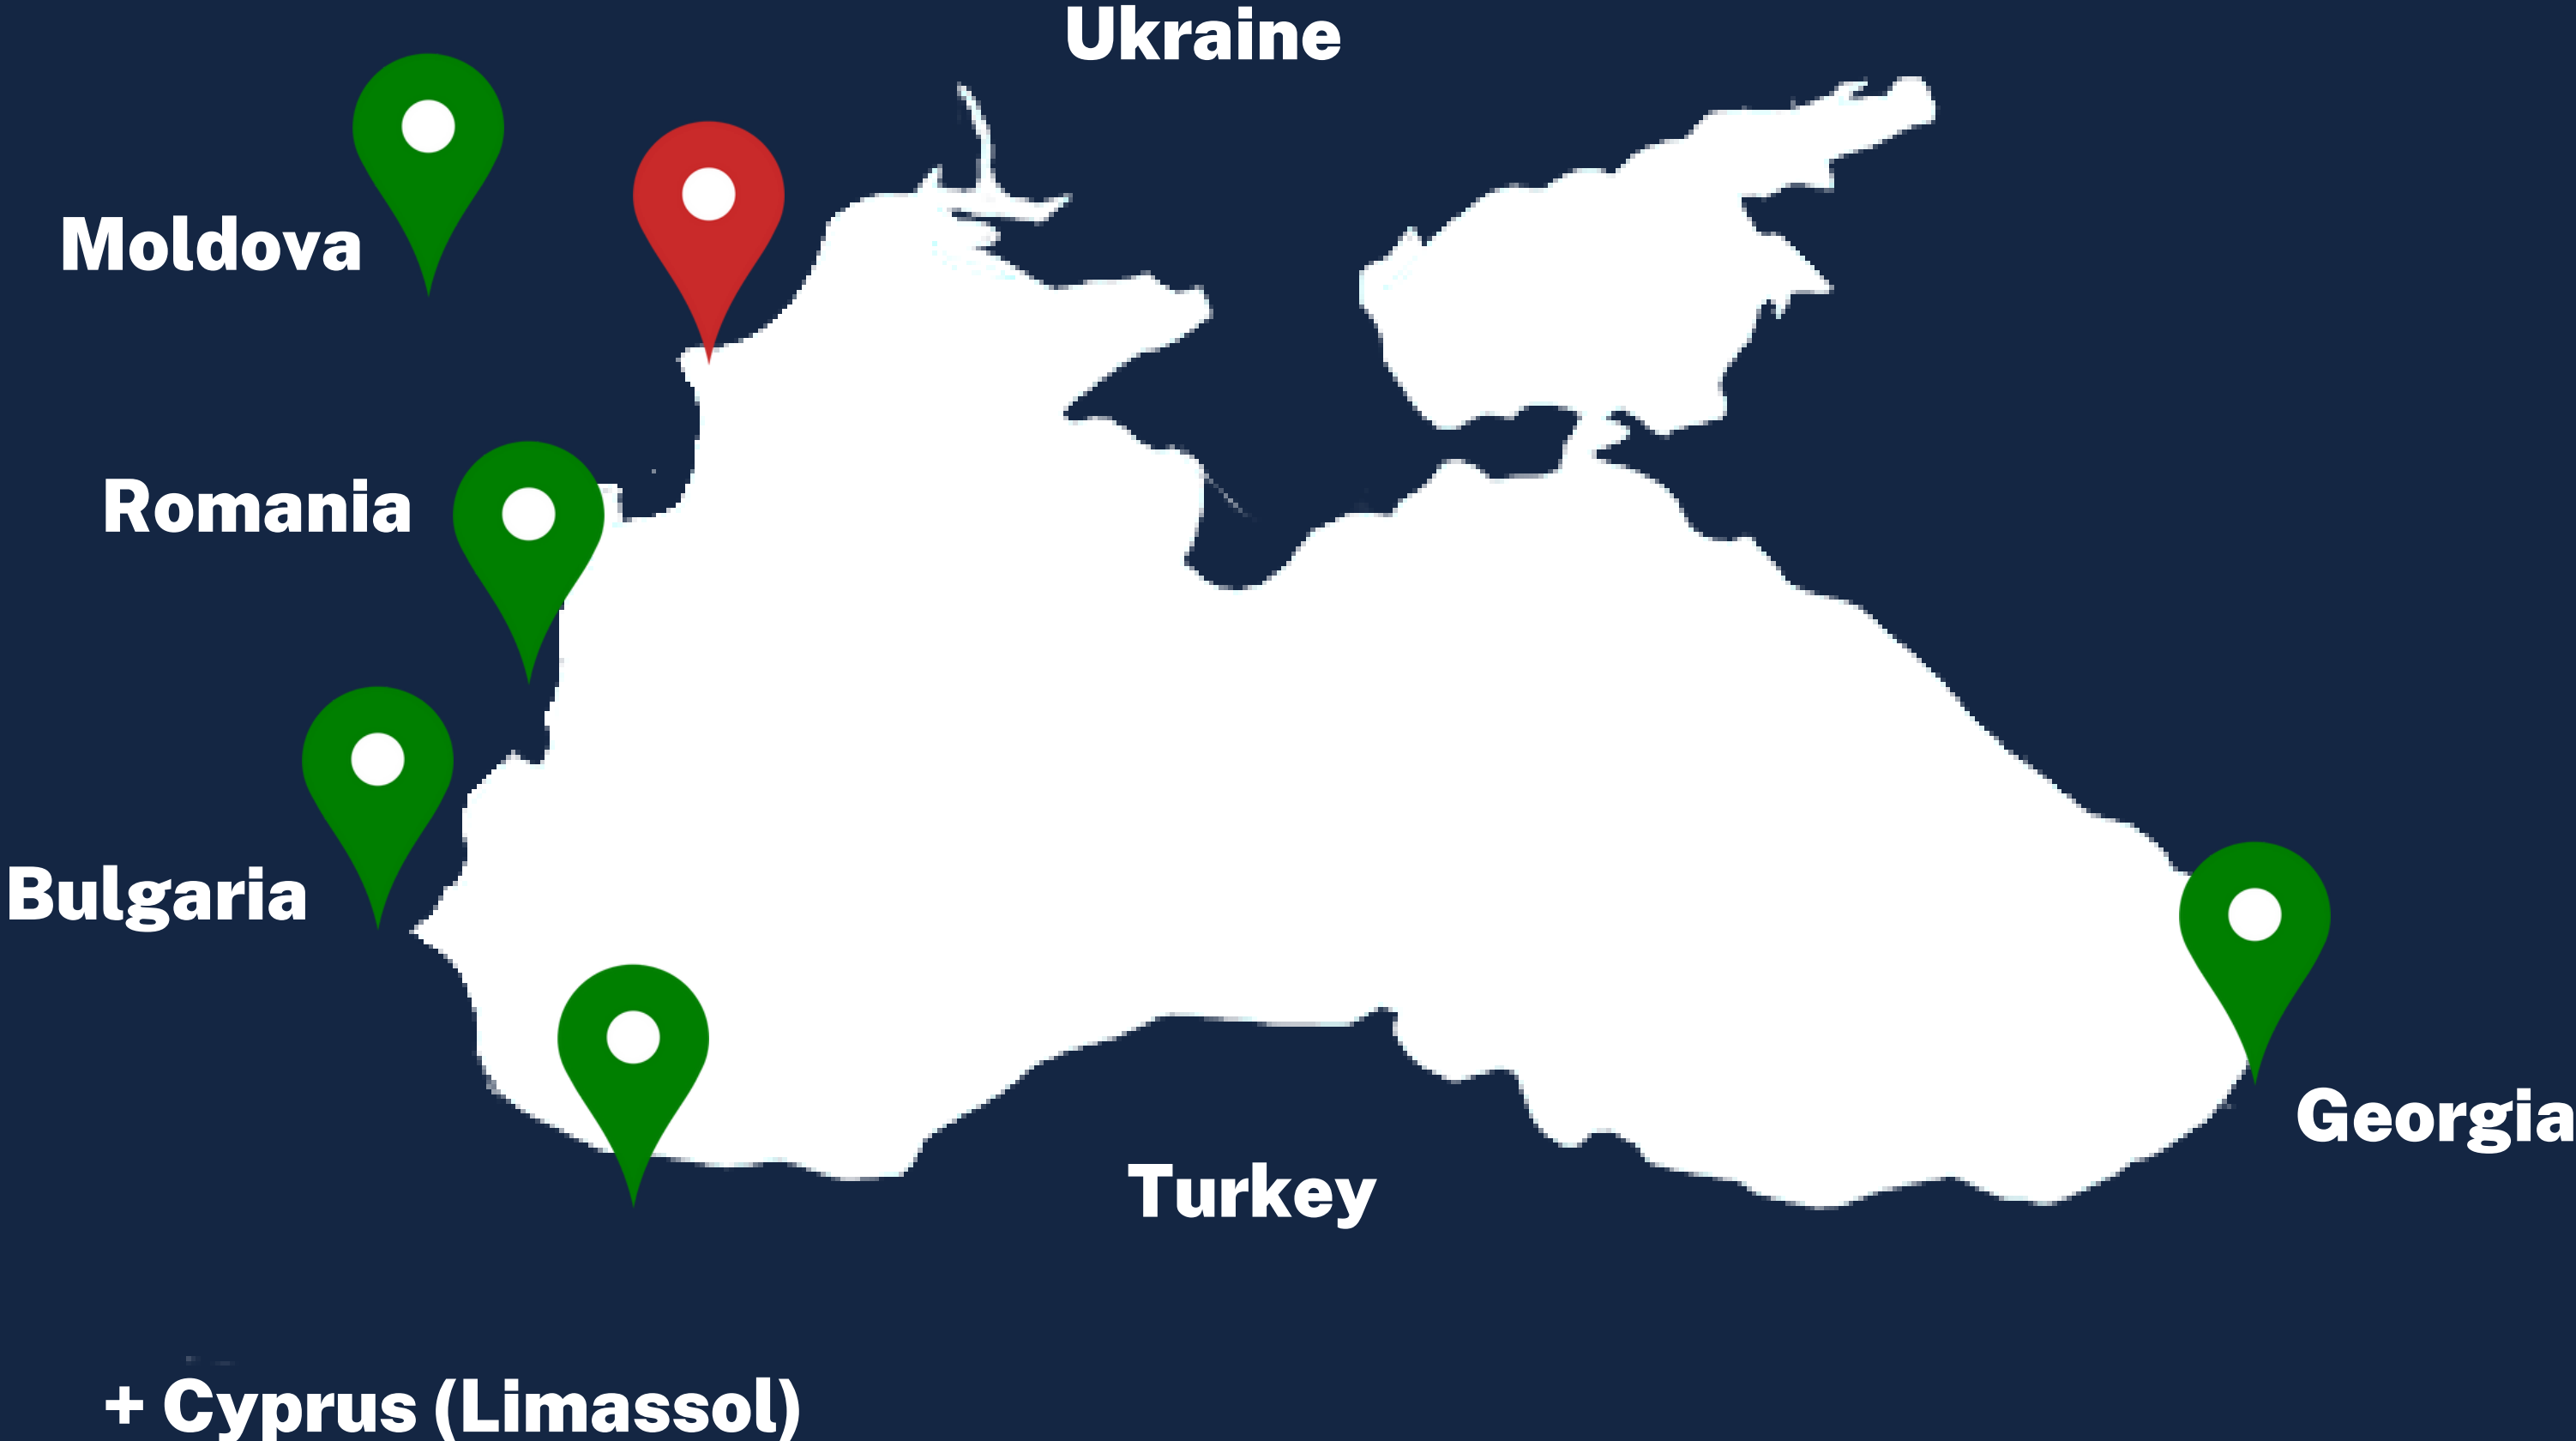 Ukraine
Moldova
Romania
Bulgaria
Georgia
Turkey
+ Cyprus (Limassol)